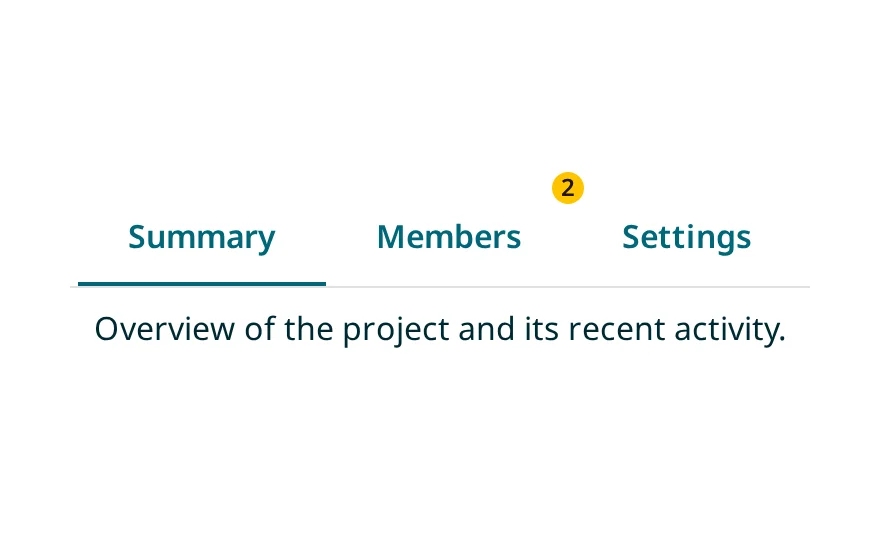 2
Summary Members Settings
Overview of the project and its recent activity.